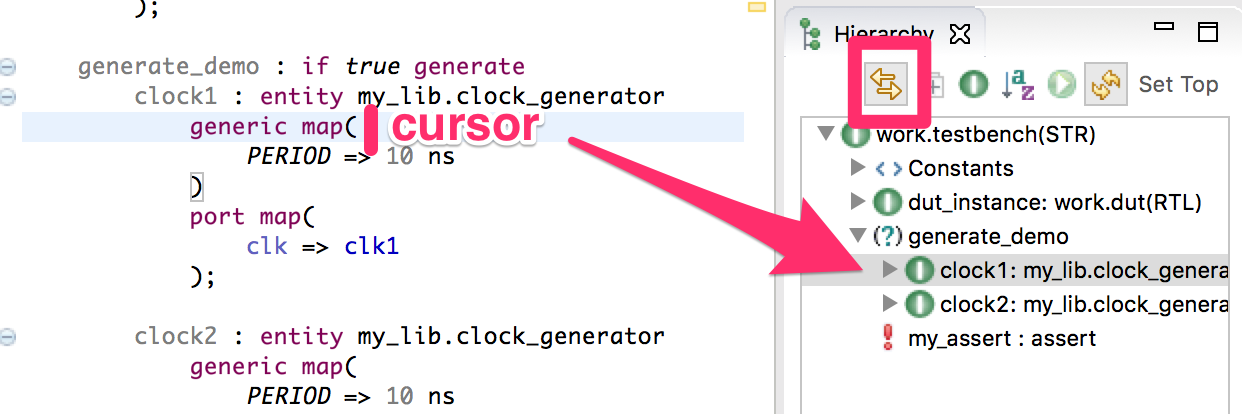 );
generate_demo : if true generate
clock1 : entity my_lib.clock_generator
generic map(
PERIOD => 10 ns
)
port map(
clk => clk1
);
clock2 : entity my_lib.clock_generator
generic map(
PERIOD => 10 ns
cursor
Hierarchy
Set Top
work.testbench(STR)
Constants
dut_instance: work.dut(RTL)
generate_demo
clock1: my_lib.clock_genera
clock2: my_lib.clock_genera
my_assert : assert